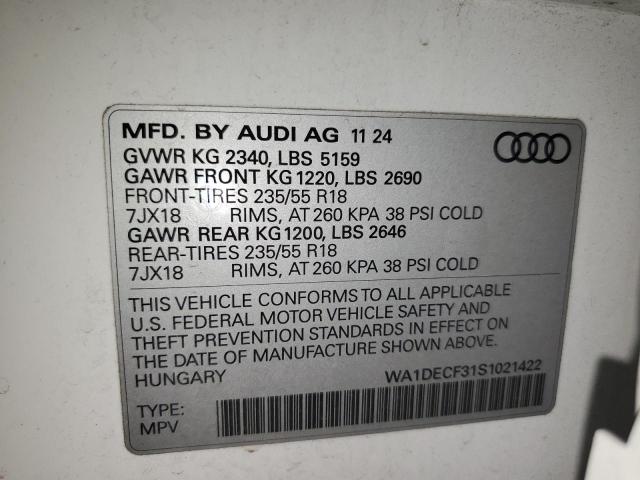 MFD. BY AUDI AG 11 24
GVWR KG 2340, LBS 5159
GAWR FRONT KG 1220, LBS 2690
FRONT-TIRES 235/55 R18
7JX18 RIMS, AT 260 KPA 38 PSI COLD
GAWR REAR KG 1200, LBS 2646
REAR-TIRES 235/55 R18
7JX18 RIMS, AT 260 KPA 38 PSI COLD
THIS VEHICLE CONFORMS TO ALL APPLICABLE
U.S. FEDERAL MOTOR VEHICLE SAFETY AND
THEFT PREVENTION STANDARDS IN EFFECT ON
THE DATE OF MANUFACTURE SHOWN ABOVE.
HUNGARY WA1DECF31S1021422
TYPE:
MPV